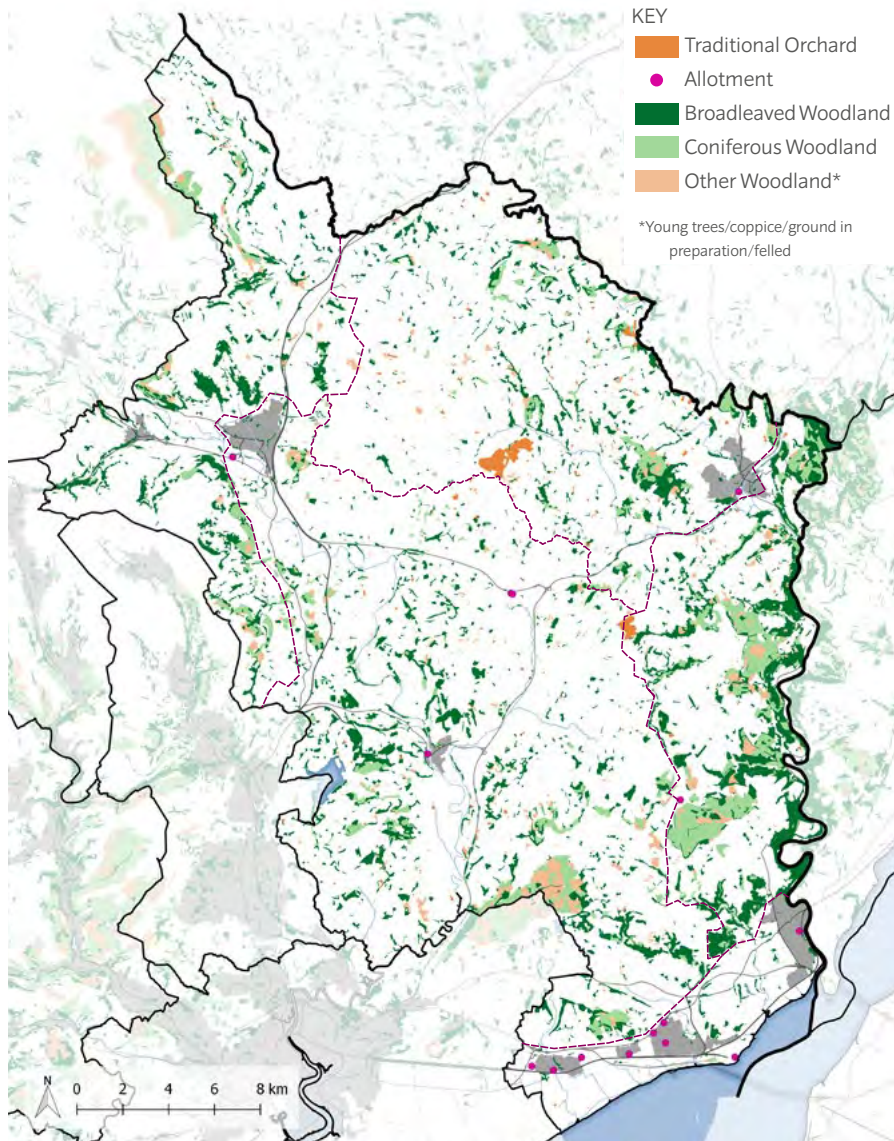 KEY
Traditional Orchard
Allotment
Broadleaved Woodland
Coniferous Woodland
Other Woodland*
*Young trees/coppice/ground in
preparation/felled
N
0 2 4 6 8 km